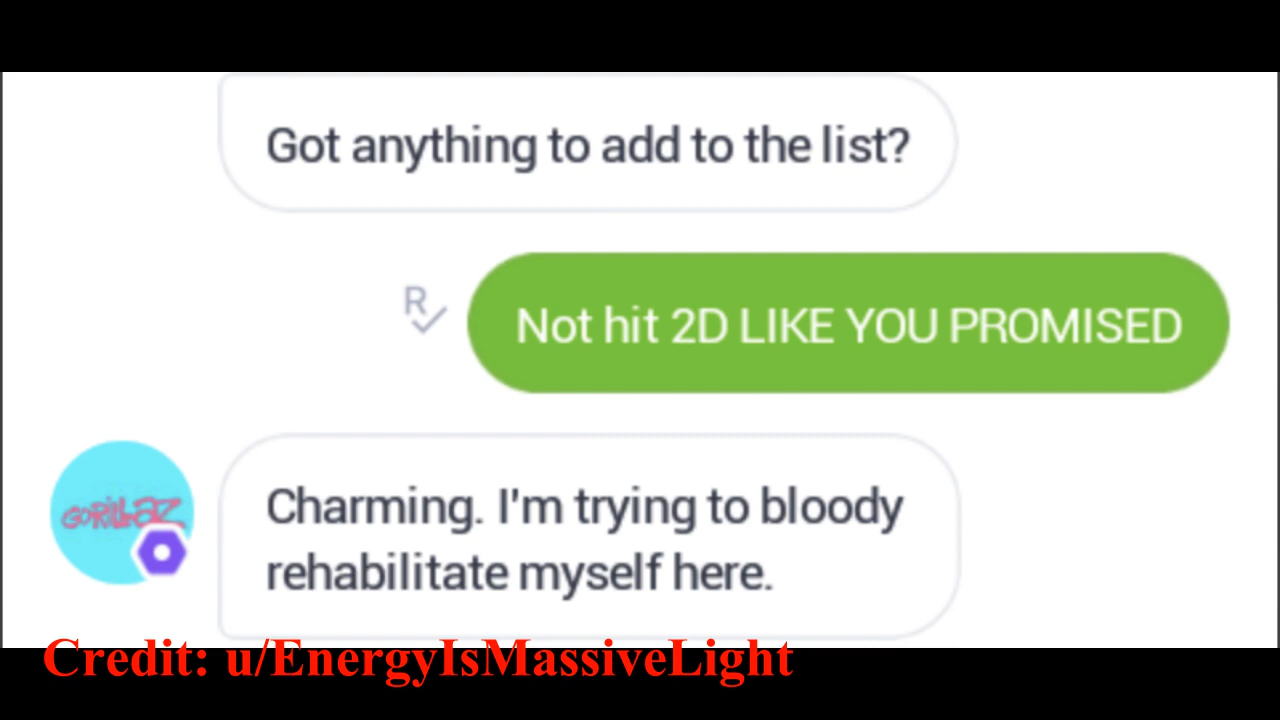 Got anything to add to the list?
R
Not hit 2D LIKE YOU PROMISED
GORILLAZ
Charming. I'm trying to bloody
rehabilitate myself here.
Credit: u/EnergyIsMassiveLight